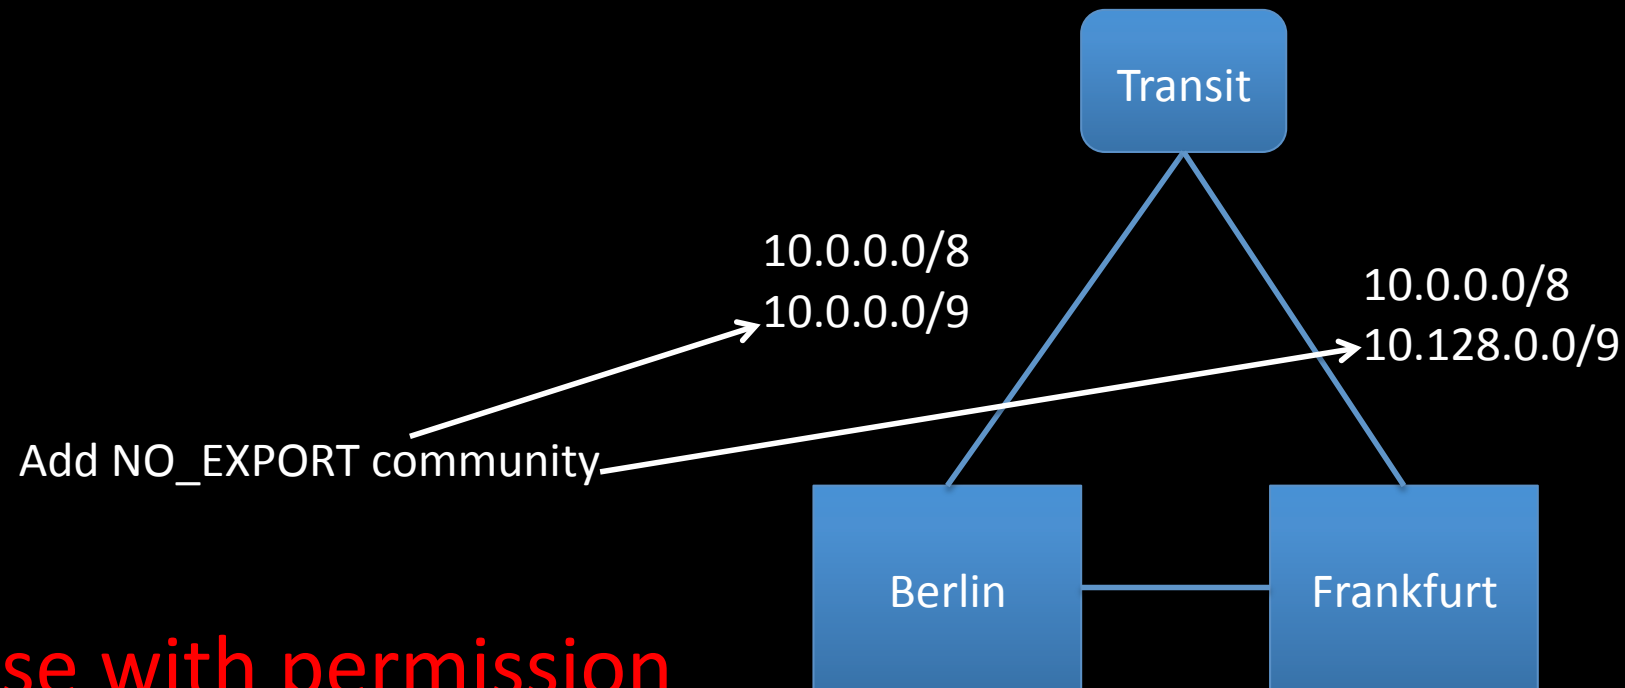 Transit
10.0.0.0/8
10.0.0.0/9
10.0.0.0/8
10.128.0.0/9
Add NO_EXPORT community
Berlin
Frankfurt
with permission